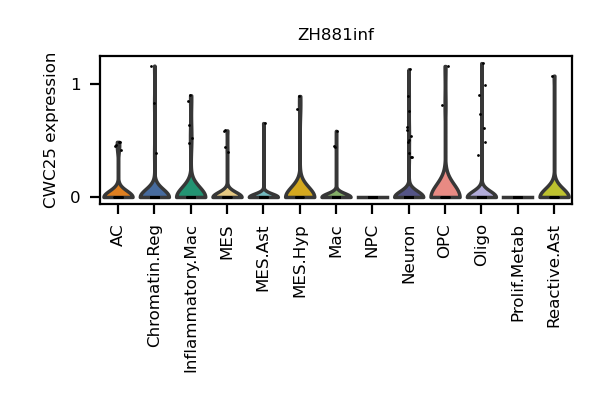 ZH881inf
CWC25 expression
1
0
AC
Chromatin.Reg
Inflammatory.Mac
MES
MES.Ast
MES.Hyp
Mac
NPC
Neuron
OPC
Oligo
Prolif.Metab
Reactive.Ast